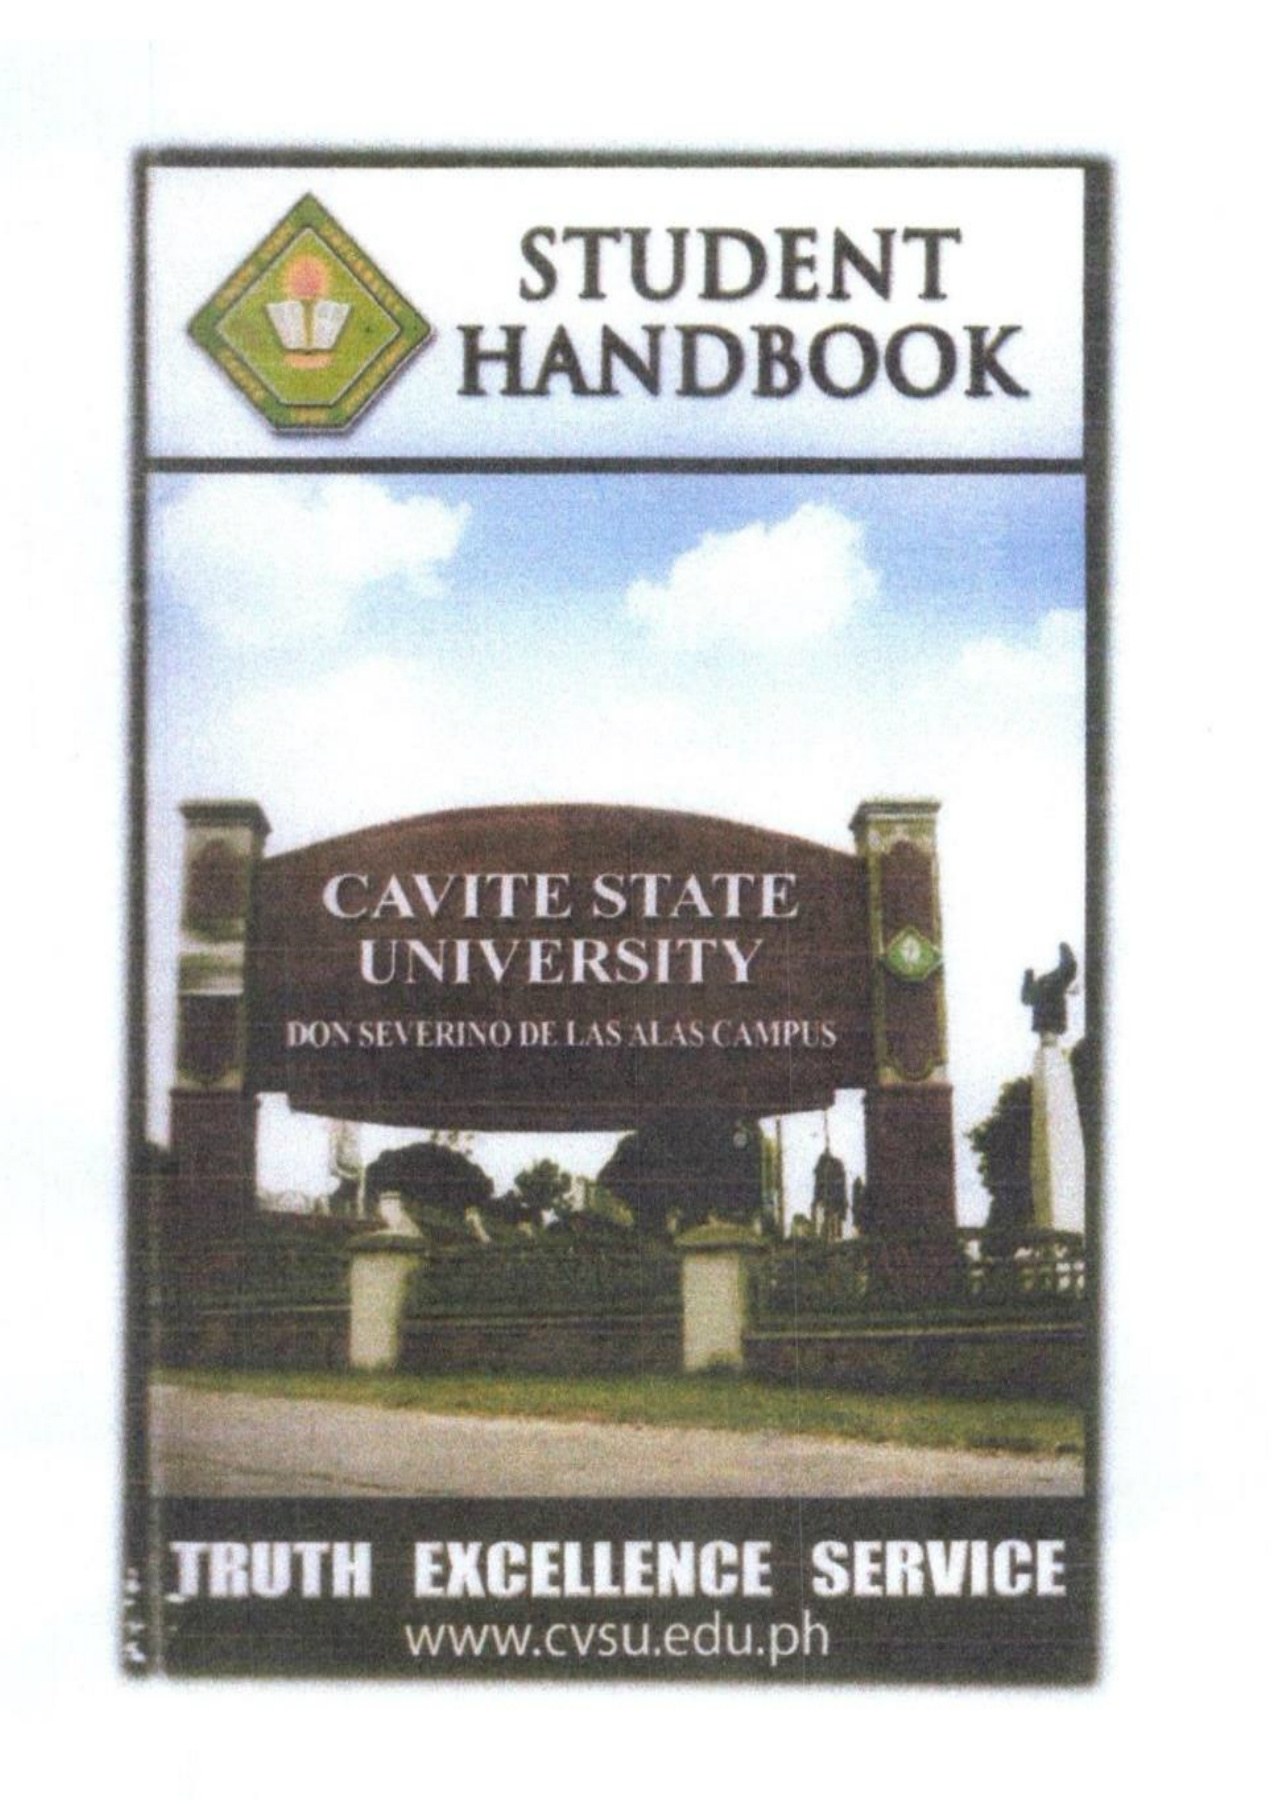 STUDENT
HANDBOOK
CAVITE STATE
UNIVERSITY
DON SEVERINO DE LAS ALAS CAMPUS
TRUTH EXCELLENCE SERVICE
www.cvsu.edu.ph